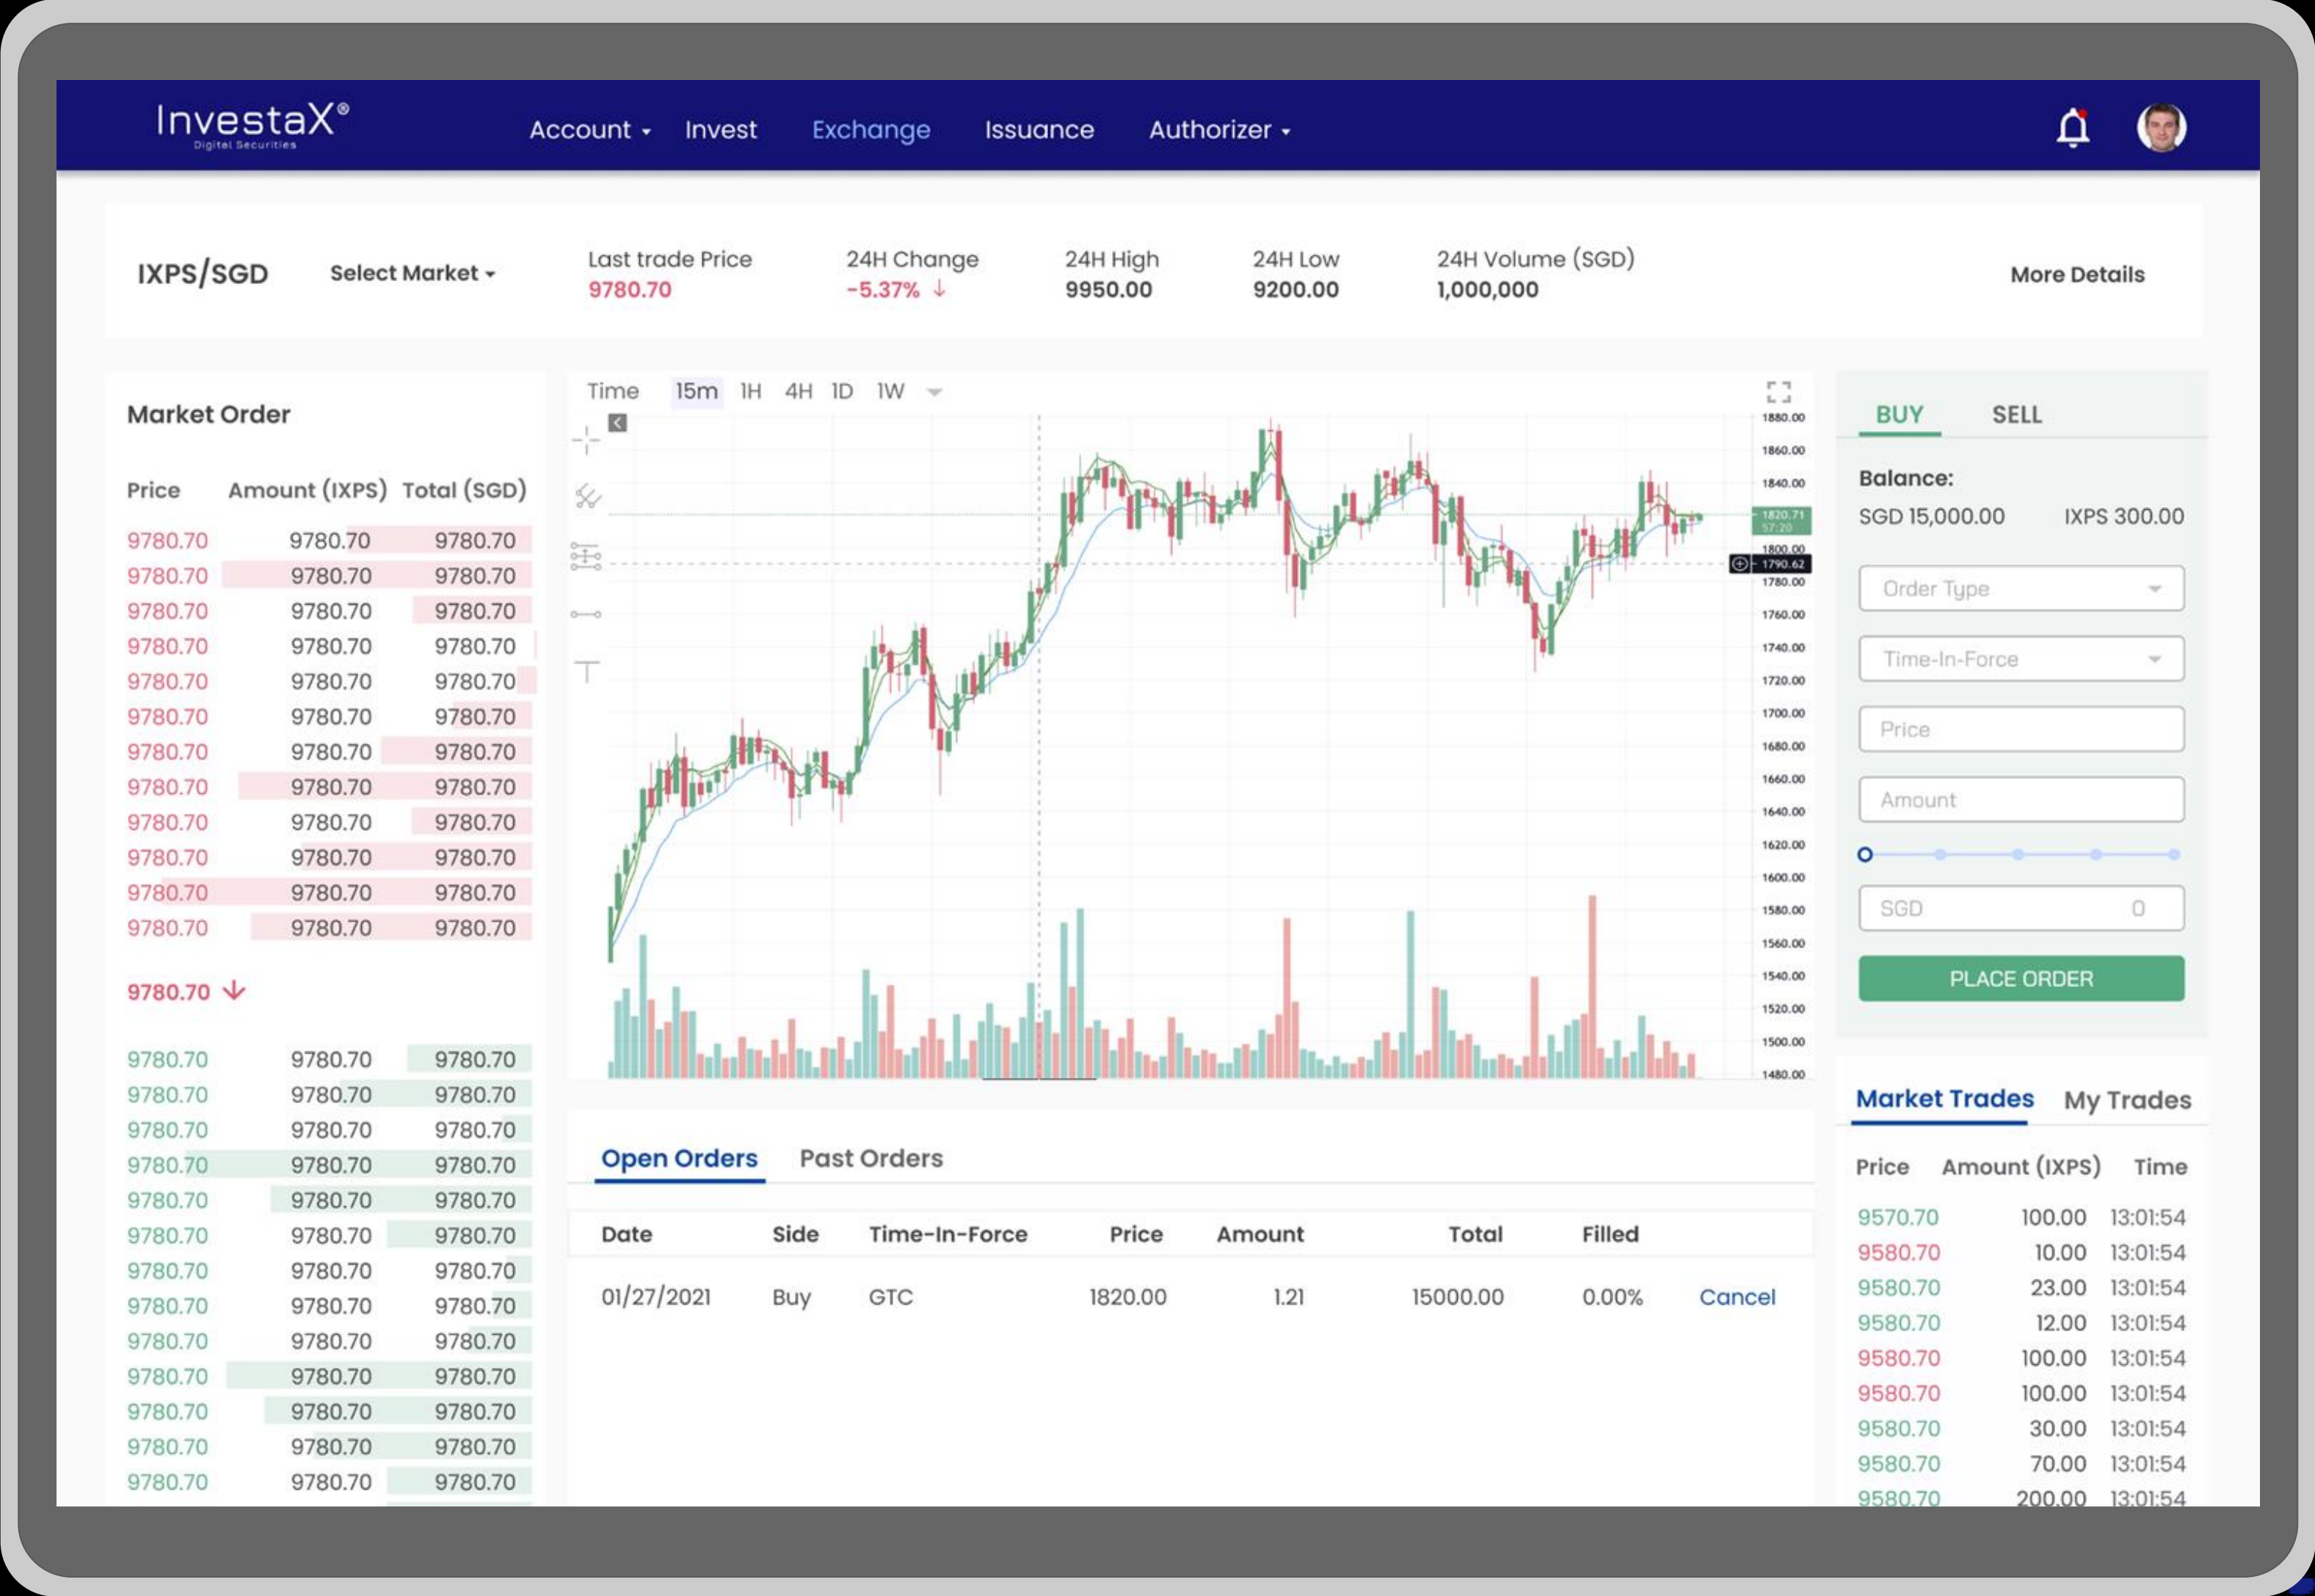 InvestaX®
Digital Securities
Account Invest Exchange Issuance Authorizer
IXPS/SGD Select Market
Last trade Price 24H Change 24H High 24H Low 24H Volume (SGD)
9780.70 -5.37% ↓ 9950.00 9200.00 1,000,000
More Details
Market Order
Price Amount (IXPS) Total (SGD)
9780.70 9780.70 9780.70
9780.70 9780.70 9780.70
9780.70 9780.70 9780.70
9780.70 9780.70 9780.70
9780.70 9780.70 9780.70
9780.70 9780.70 9780.70
9780.70 9780.70 9780.70
9780.70 9780.70 9780.70
9780.70 9780.70 9780.70
9780.70 9780.70 9780.70
9780.70 9780.70 9780.70
9780.70 9780.70 9780.70
9780.70 ↓
9780.70 9780.70 9780.70
9780.70 9780.70 9780.70
9780.70 9780.70 9780.70
9780.70 9780.70 9780.70
9780.70 9780.70 9780.70
9780.70 9780.70 9780.70
9780.70 9780.70 9780.70
9780.70 9780.70 9780.70
9780.70 9780.70 9780.70
9780.70 9780.70 9780.70
9780.70 9780.70 9780.70
9780.70 9780.70 9780.70
9780.70 9780.70 9780.70
Time 15m 1H 4H 1D 1W
T
1880.00
1860.00
1840.00
1820.71
57:20
1800.00
1790.62
1780.00
1760.00
1740.00
1720.00
1700.00
1680.00
1660.00
1640.00
1620.00
1600.00
1580.00
1560.00
1540.00
1520.00
1500.00
1480.00
Open Orders Past Orders
Date Side Time-In-Force Price Amount Total Filled
01/27/2021 Buy GTC 1820.00 1.21 15000.00 0.00% Cancel
BUY SELL
Balance:
SGD 15,000.00 IXPS 300.00
Order Type
Time-In-Force
Price
Amount
SGD 0
PLACE ORDER
Market Trades My Trades
Price Amount (IXPS) Time
9570.70 100.00 13:01:54
9580.70 10.00 13:01:54
9580.70 23.00 13:01:54
9580.70 12.00 13:01:54
9580.70 100.00 13:01:54
9580.70 100.00 13:01:54
9580.70 30.00 13:01:54
9580.70 70.00 13:01:54
9580.70 200.00 13:01:54